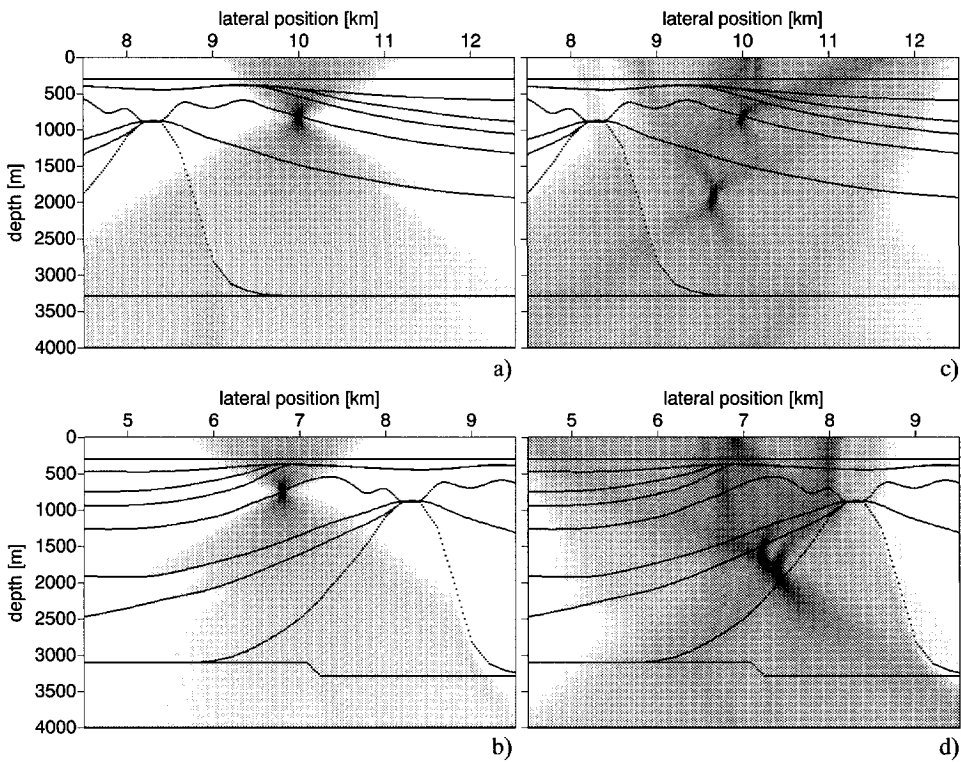 lateral position [km]
8 9 10 11 12
lateral position [km]
8 9 10 11 12
depth [m]
0
500
1000
1500
2000
2500
3000
3500
4000
a)
c)
lateral position [km]
5 6 7 8 9
lateral position [km]
5 6 7 8 9
depth [m]
0
500
1000
1500
2000
2500
3000
3500
4000
b)
d)